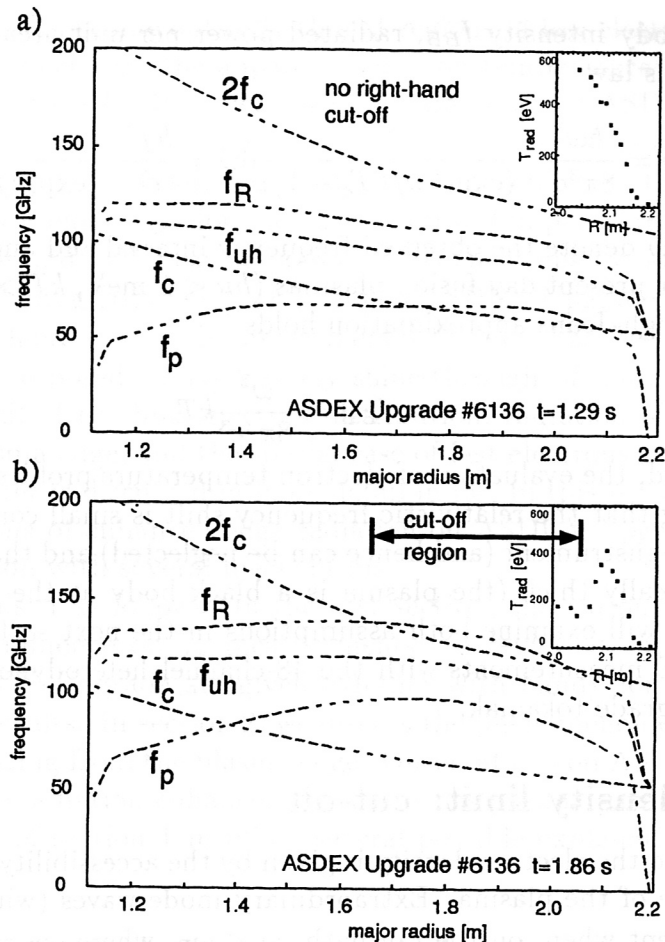 a)
200
150
100
50
0
frequency [GHz]
2f_c
no right-hand
cut-off
f_R
f_uh
f_c
f_p
600
400
200
0
T_rad [eV]
2.0 2.1 2.2
R [m]
ASDEX Upgrade #6136 t=1.29 s
1.2 1.4 1.6 1.8 2.0 2.2
major radius [m]
b)
200
150
100
50
0
frequency [GHz]
2f_c
cut-off
region
f_R
f_uh
f_c
f_p
600
400
200
0
T_rad [eV]
2.0 2.1 2.2
ASDEX Upgrade #6136 t=1.86 s
1.2 1.4 1.6 1.8 2.0 2.2
major radius [m]